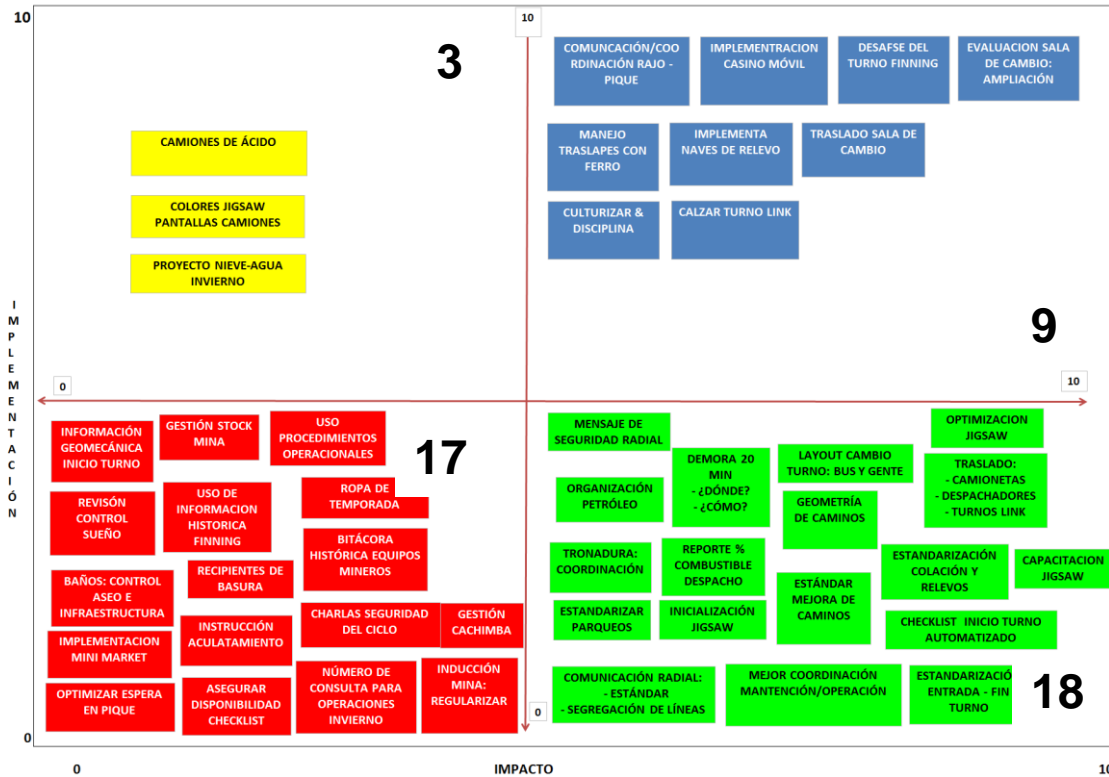 10
10
3
COMUNCACIÓN/COO
RDINACIÓN RAJO -
PIQUE
IMPLEMENTRACION
CASINO MÓVIL
DESAFSE DEL
TURNO FINNING
EVALUACION SALA
DE CAMBIO:
AMPLIACIÓN
CAMIONES DE ÁCIDO
MANEJO
TRASLAPES CON
FERRO
IMPLEMENTA
NAVES DE RELEVO
TRASLADO SALA DE
CAMBIO
COLORES JIGSAW
PANTALLAS CAMIONES
CULTURIZAR &
DISCIPLINA
CALZAR TURNO LINK
PROYECTO NIEVE-AGUA
INVIERNO
9
IMPLEMENTACIÓN
0
10
INFORMACIÓN
GEOMECÁNICA
INICIO TURNO
GESTIÓN STOCK
MINA
USO
PROCEDIMIENTOS
OPERACIONALES
17
REVISÓN
CONTROL
SUEÑO
USO DE
INFORMACION
HISTORICA
FINNING
ROPA DE
TEMPORADA
BITÁCORA
HISTÓRICA EQUIPOS
MINEROS
BAÑOS: CONTROL
ASEO E
INFRAESTRUCTURA
RECIPIENTES DE
BASURA
CHARLAS SEGURIDAD
DEL CICLO
GESTIÓN
CACHIMBA
IMPLEMENTACION
MINI MARKET
INSTRUCCIÓN
ACULATAMIENTO
OPTIMIZAR ESPERA
EN PIQUE
ASEGURAR
DISPONIBILIDAD
CHECKLIST
NÚMERO DE
CONSULTA PARA
OPERACIONES
INVIERNO
INDUCCIÓN
MINA:
REGULARIZAR
MENSAJE DE
SEGURIDAD RADIAL
OPTIMIZACION
JIGSAW
DEMORA 20
MIN
- ¿DÓNDE?
- ¿CÓMO?
LAYOUT CAMBIO
TURNO: BUS Y GENTE
TRASLADO:
- CAMIONETAS
- DESPACHADORES
- TURNOS LINK
ORGANIZACIÓN
PETRÓLEO
GEOMETRÍA
DE CAMINOS
TRONADURA:
COORDINACIÓN
REPORTE %
COMBUSTIBLE
DESPACHO
ESTANDARIZACIÓN
COLACIÓN Y
RELEVOS
CAPACITACION
JIGSAW
ESTANDARIZAR
PARQUEOS
INICIALIZACIÓN
JIGSAW
ESTÁNDAR
MEJORA DE
CAMINOS
CHECKLIST INICIO TURNO
AUTOMATIZADO
COMUNICACIÓN RADIAL:
- ESTÁNDAR
- SEGREGACIÓN DE LÍNEAS
MEJOR COORDINACIÓN
MANTENCIÓN/OPERACIÓN
ESTANDARIZACIÓ
ENTRADA - FIN
TURNO
18
0
0
0
IMPACTO
10